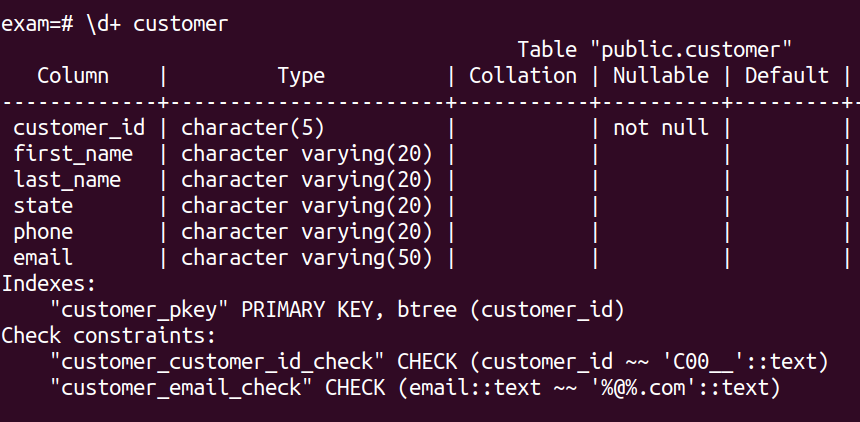 exam=# \d+ customer
                                           Table "public.customer"
   Column    |         Type          | Collation | Nullable | Default |
-------------+-----------------------+-----------+----------+---------+-
 customer_id | character(5)          |           | not null |         |
 first_name  | character varying(20) |           |          |         |
 last_name   | character varying(20) |           |          |         |
 state       | character varying(20) |           |          |         |
 phone       | character varying(20) |           |          |         |
 email       | character varying(50) |           |          |         |
Indexes:
    "customer_pkey" PRIMARY KEY, btree (customer_id)
Check constraints:
    "customer_customer_id_check" CHECK (customer_id ~~ 'C00__'::text)
    "customer_email_check" CHECK (email::text ~~ '%@%.com'::text)